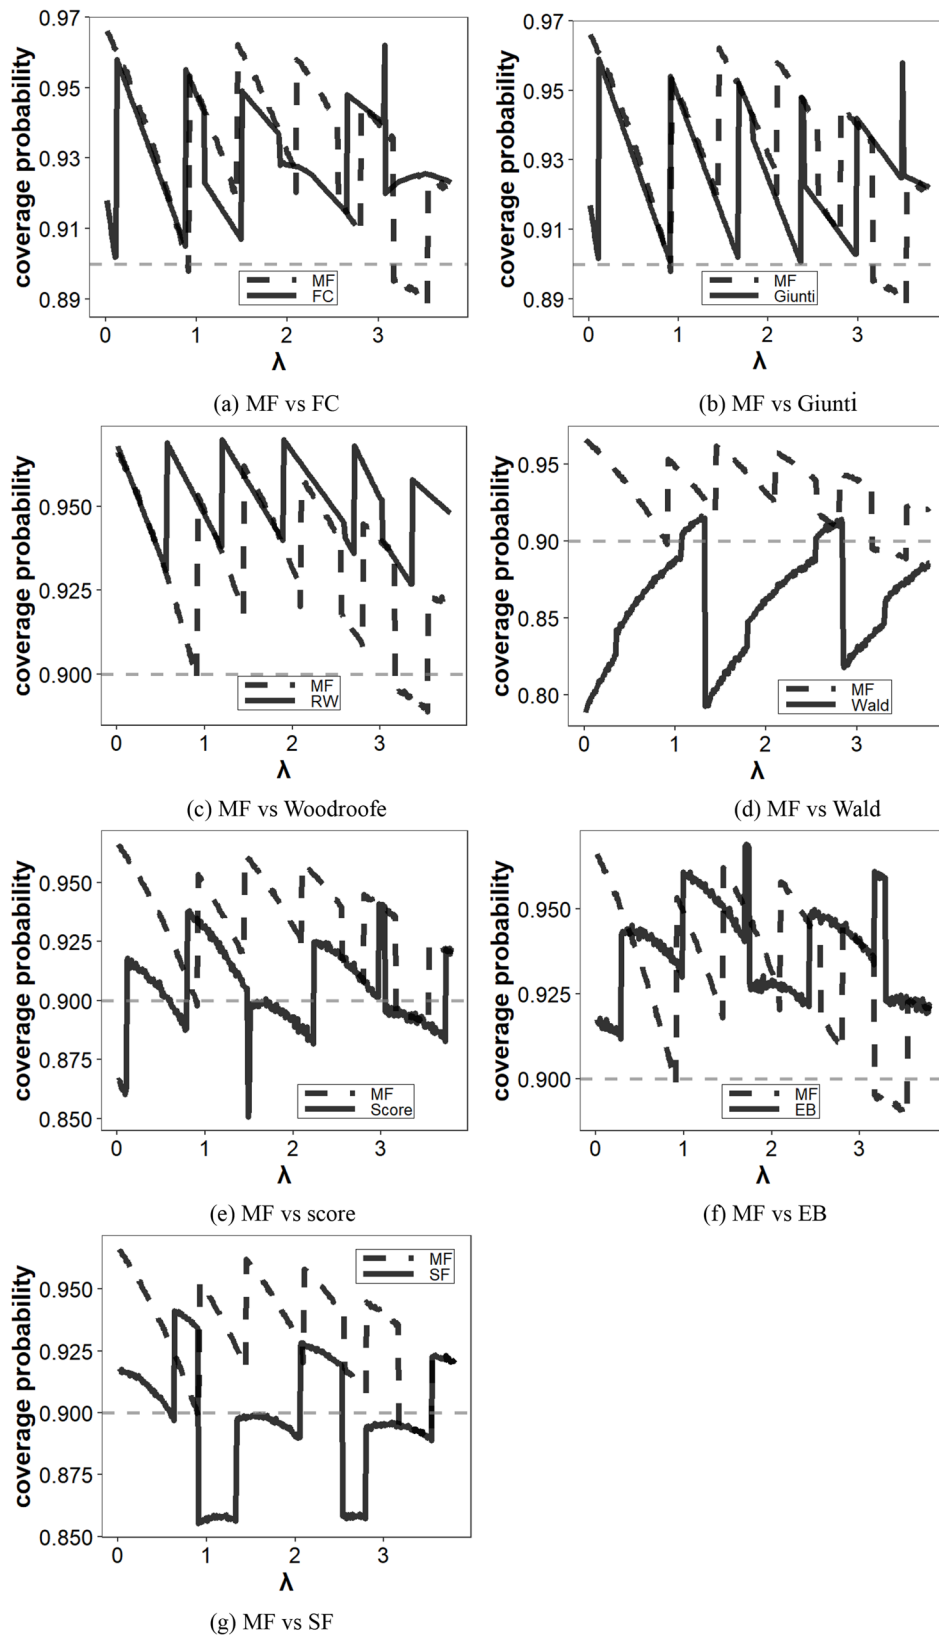 coverage probability
0.97
0.95
0.93
0.91
0.89
MF
FC
0 1 2 3
λ
(a) MF vs FC
coverage probability
0.97
0.95
0.93
0.91
0.89
MF
Giunti
0 1 2 3
λ
(b) MF vs Giunti
coverage probability
0.950
0.925
0.900
MF
RW
0 1 2 3
λ
(c) MF vs Woodroofe
coverage probability
0.95
0.90
0.85
0.80
MF
Wald
0 1 2 3
λ
(d) MF vs Wald
coverage probability
0.950
0.925
0.900
0.875
0.850
MF
Score
0 1 2 3
λ
(e) MF vs score
coverage probability
0.950
0.925
0.900
MF
EB
0 1 2 3
λ
(f) MF vs EB
coverage probability
0.950
0.925
0.900
0.875
0.850
MF
SF
0 1 2 3
λ
(g) MF vs SF